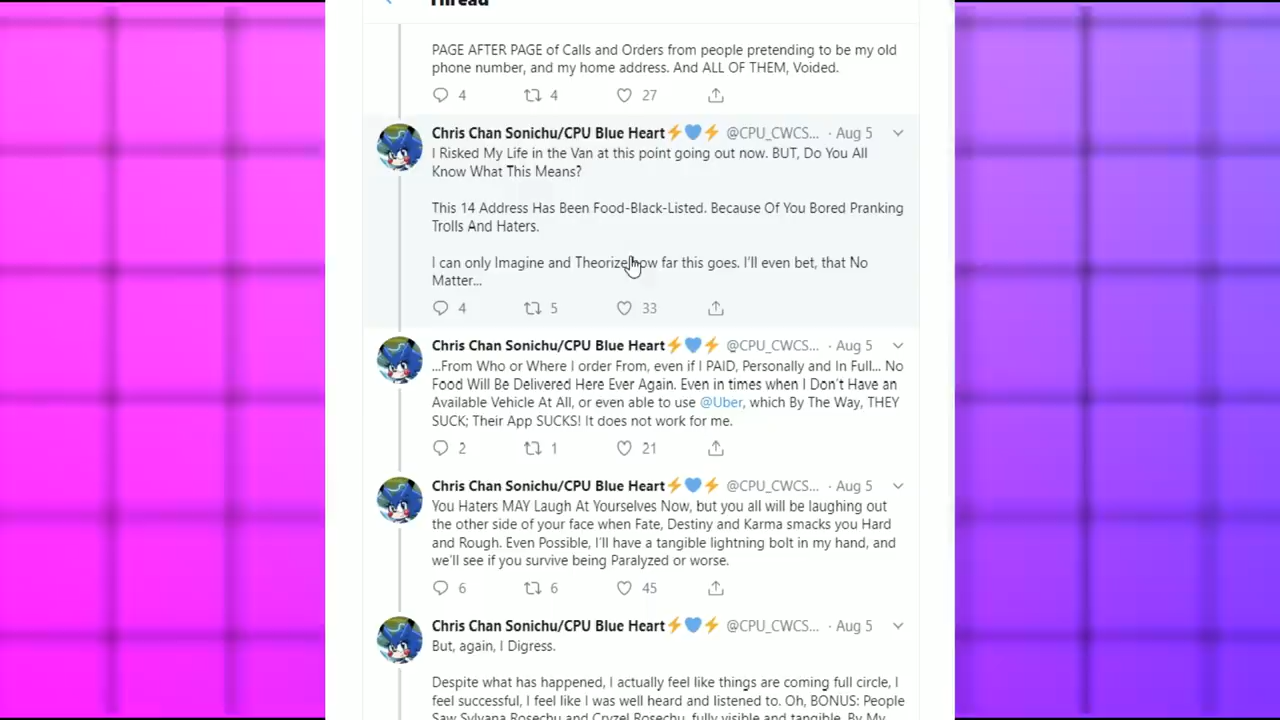 Thread
PAGE AFTER PAGE of Calls and Orders from people pretending to be my old
phone number, and my home address. And ALL OF THEM, Voided.
4 4 27
Chris Chan Sonichu/CPU Blue Heart⚡💙⚡ @CPU_CWCS... · Aug 5
I Risked My Life in the Van at this point going out now. BUT, Do You All
Know What This Means?
This 14 Address Has Been Food-Black-Listed. Because Of You Bored Pranking
Trolls And Haters.
I can only Imagine and Theorize how far this goes. I'll even bet, that No
Matter...
4 5 33
Chris Chan Sonichu/CPU Blue Heart⚡💙⚡ @CPU_CWCS... · Aug 5
...From Who or Where I order From, even if I PAID, Personally and In Full... No
Food Will Be Delivered Here Ever Again. Even in times when I Don't Have an
Available Vehicle At All, or even able to use @Uber, which By The Way, THEY
SUCK; Their App SUCKS! It does not work for me.
2 1 21
Chris Chan Sonichu/CPU Blue Heart⚡💙⚡ @CPU_CWCS... · Aug 5
You Haters MAY Laugh At Yourselves Now, but you all will be laughing out
the other side of your face when Fate, Destiny and Karma smacks you Hard
and Rough. Even Possible, I'll have a tangible lightning bolt in my hand, and
we'll see if you survive being Paralyzed or worse.
6 6 45
Chris Chan Sonichu/CPU Blue Heart⚡💙⚡ @CPU_CWCS... · Aug 5
But, again, I Digress.
Despite what has happened, I actually feel like things are coming full circle, I
feel successful, I feel like I was well heard and listened to. Oh, BONUS: People
Saw Sylvana Rosechu and Cryzel Rosechu, fully visible and tangible. By My